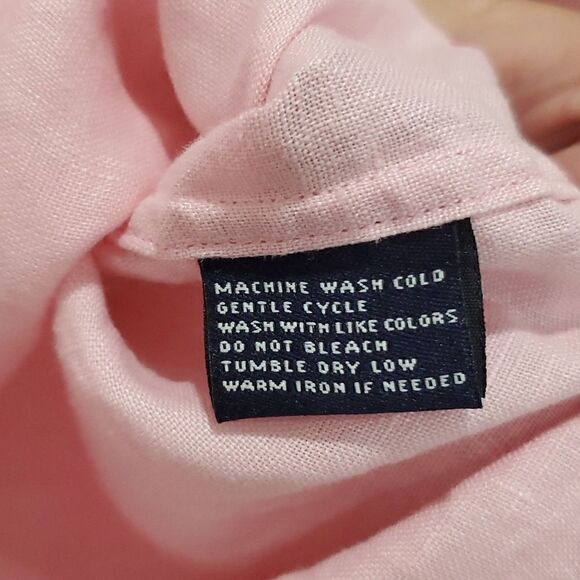 MACHINE WASH COLD
GENTLE CYCLE
WASH WITH LIKE COLORS
DO NOT BLEACH
TUMBLE DRY LOW
WARM IRON IF NEEDED